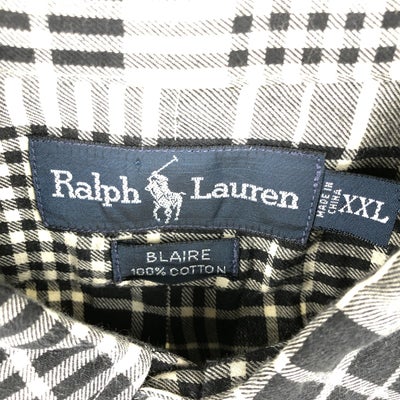 Ralph Lauren
MADE IN
CHINA
XXL
BLAIRE
100% COTTON